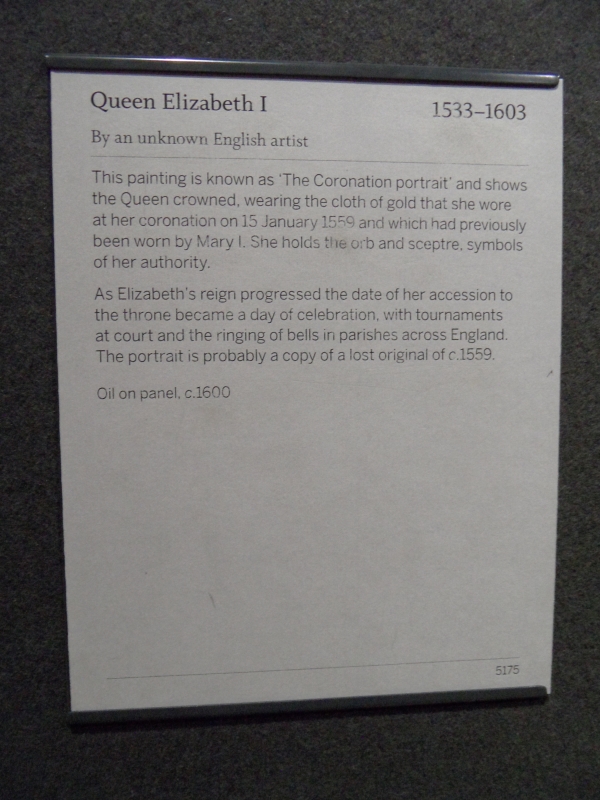 Queen Elizabeth I
1533–1603
By an unknown English artist
This painting is known as 'The Coronation portrait' and shows
the Queen crowned, wearing the cloth of gold that she wore
at her coronation on 15 January 1559 and which had previously
been worn by Mary I. She holds the orb and sceptre, symbols
of her authority.
As Elizabeth's reign progressed the date of her accession to
the throne became a day of celebration, with tournaments
at court and the ringing of bells in parishes across England.
The portrait is probably a copy of a lost original of c.1559.
Oil on panel, c.1600
5175